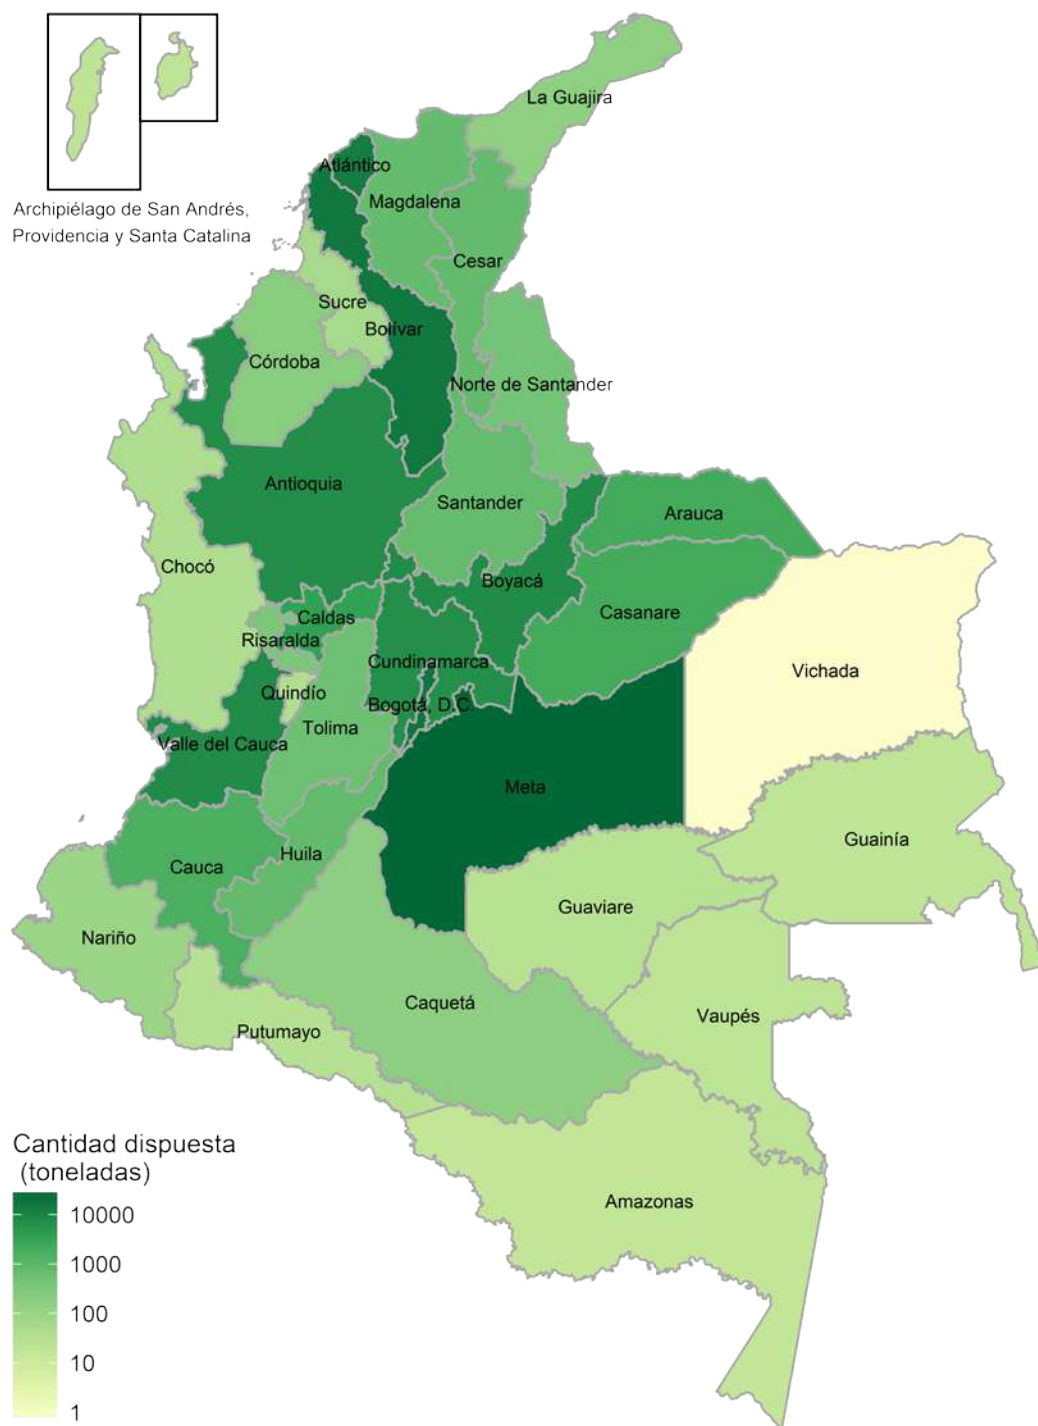 La Guajira
Atlántico
Magdalena
Archipiélago de San Andrés,
Providencia y Santa Catalina
Cesar
Sucre
Bolívar
Córdoba
Norte de Santander
Antioquia
Santander
Arauca
Chocó
Boyacá
Caldas
Casanare
Risaralda
Cundinamarca
Vichada
Quindío
Bogotá, D.C.
Tolima
Valle del Cauca
Meta
Guainía
Cauca
Huila
Guaviare
Nariño
Caquetá
Vaupés
Putumayo
Cantidad dispuesta
(toneladas)
Amazonas
10000
1000
100
10
1